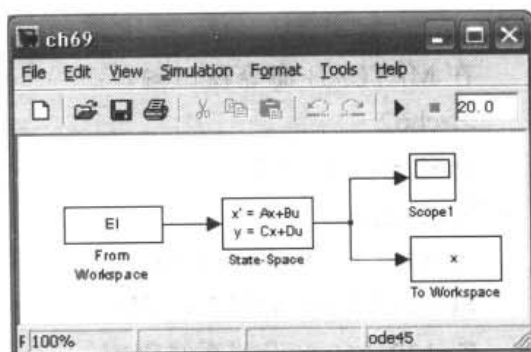 ch69
File Edit View Simulation Format Tools Help
20.0
EI
From
Workspace
x' = Ax+Bu
y = Cx+Du
State-Space
Scope1
x
To Workspace
F 100%
ode45